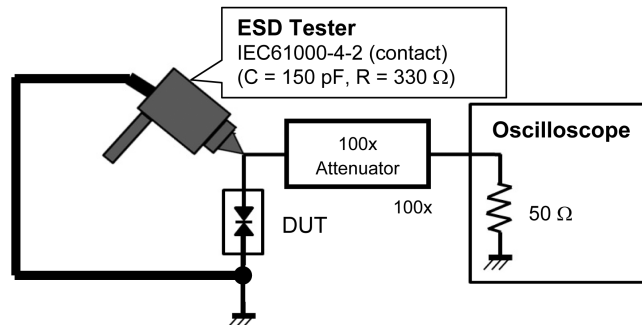 ESD Tester
IEC61000-4-2 (contact)
(C = 150 pF, R = 330 Ω)
100x
Attenuator
100x
Oscilloscope
50 Ω
DUT